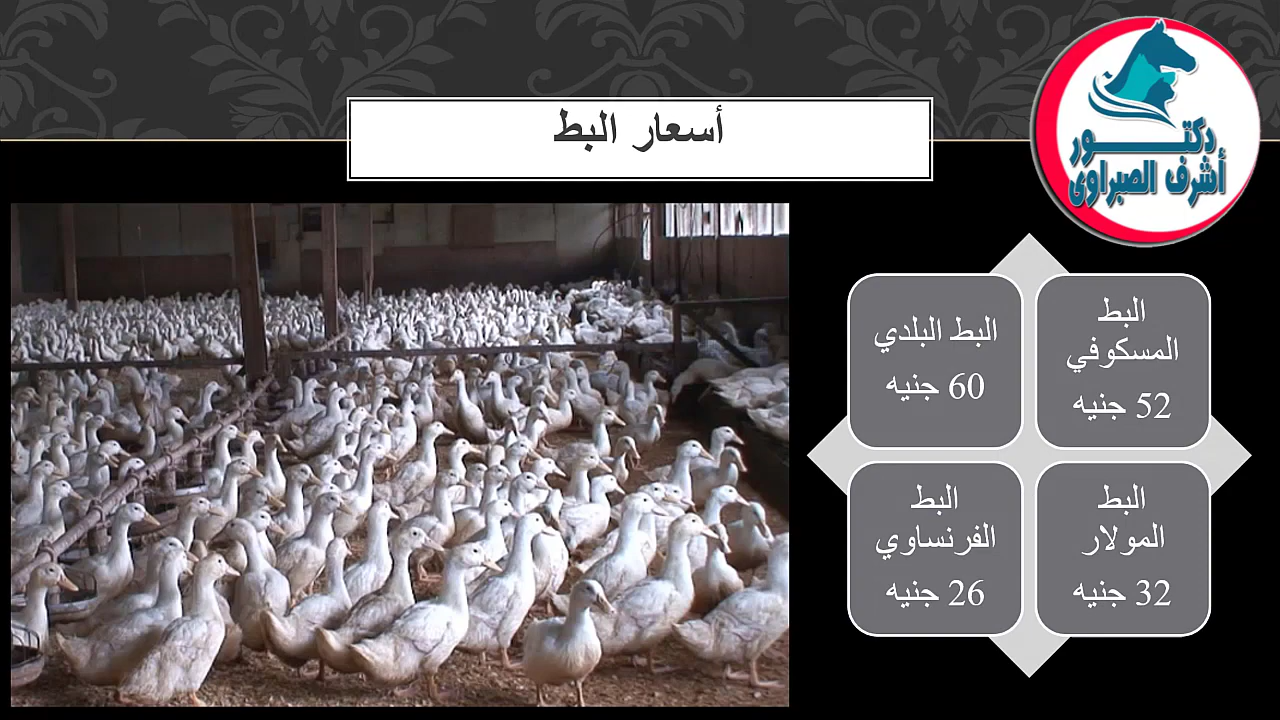 أسعار البط
دكتور
أشرف الصبراوى
البط
المسكوفي
52 جنيه
البط البلدي
60 جنيه
البط
المولار
32 جنيه
البط
الفرنساوي
26 جنيه